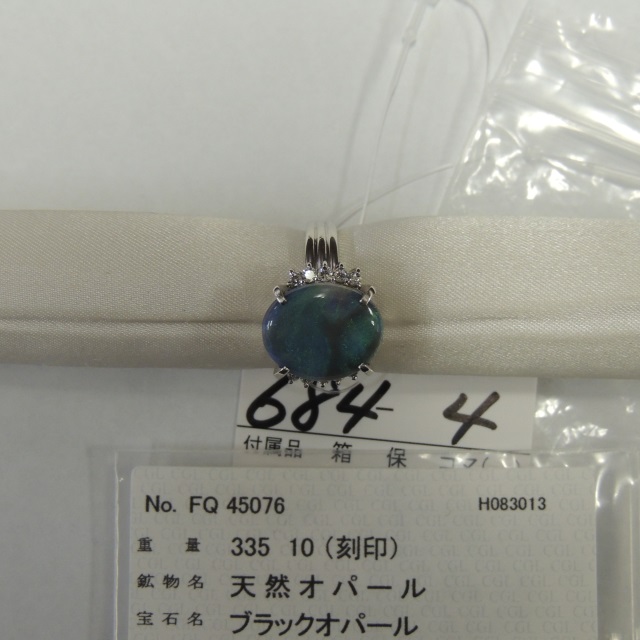 684-4
付属品 箱 保
No. FQ 45076 H083013
重 量 335 10 (刻印)
鉱物名 天然オパール
宝石名 ブラックオパール